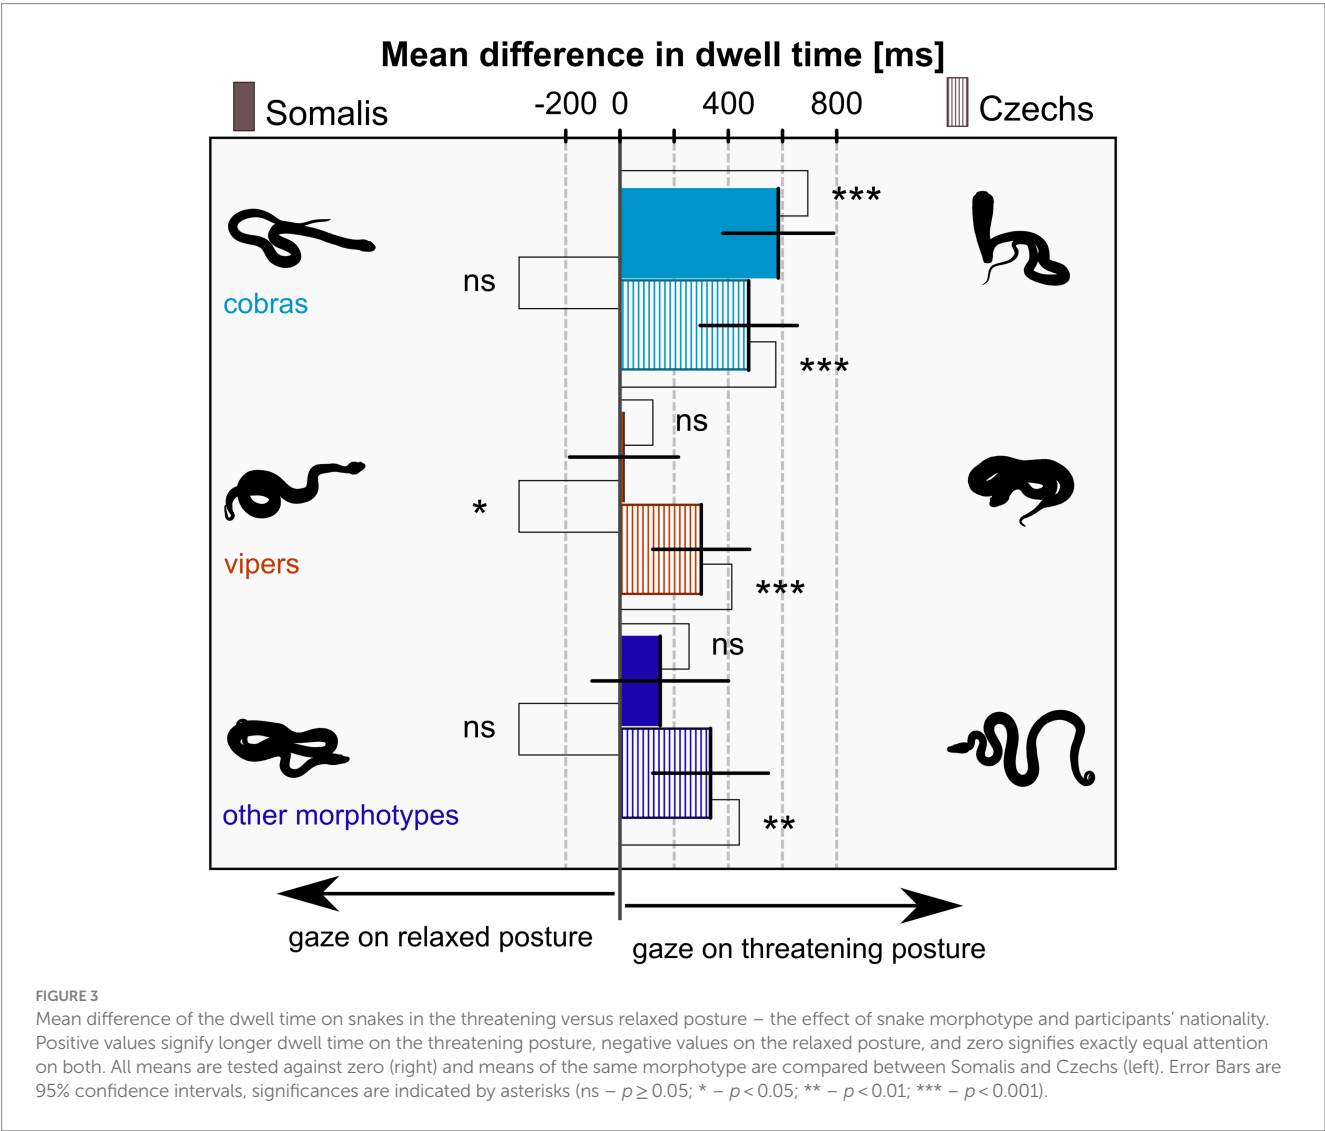 Mean difference in dwell time [ms]
Somalis
-200 0 400 800
Czechs
***
ns
cobras
***
ns
*
vipers
***
ns
ns
other morphotypes
**
gaze on relaxed posture
gaze on threatening posture
FIGURE 3
Mean difference of the dwell time on snakes in the threatening versus relaxed posture – the effect of snake morphotype and participants’ nationality.
Positive values signify longer dwell time on the threatening posture, negative values on the relaxed posture, and zero signifies exactly equal attention
on both. All means are tested against zero (right) and means of the same morphotype are compared between Somalis and Czechs (left). Error Bars are
95% confidence intervals, significances are indicated by asterisks (ns – p ≥ 0.05; * – p < 0.05; ** – p < 0.01; *** – p < 0.001).